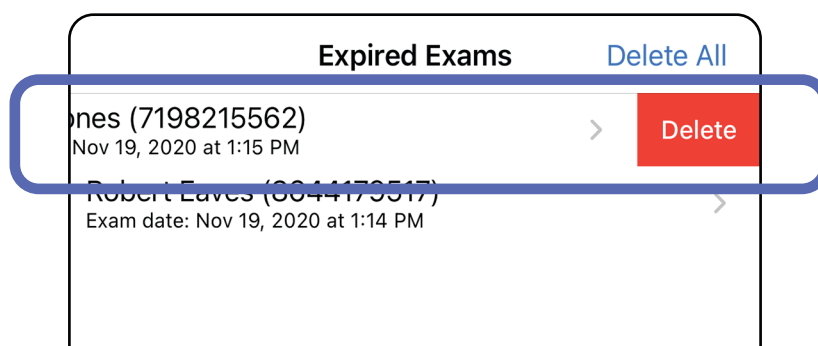 Expired Exams Delete All
ones (7198215562)
Nov 19, 2020 at 1:15 PM
Delete
Robert Eaves (8044179517)
Exam date: Nov 19, 2020 at 1:14 PM